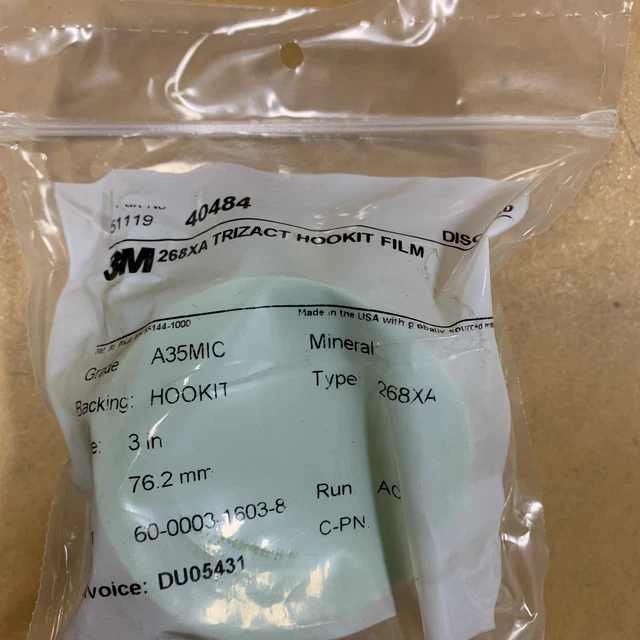 51119 40484
3M 268XA TRIZACT HOOKIT FILM
Made in the USA with globally sourced
Grade A35MIC Mineral
Backing: HOOKIT Type: 268XA
3 in
76.2 mm
60-0003-1603-8 Run
C-PN:
DU05431